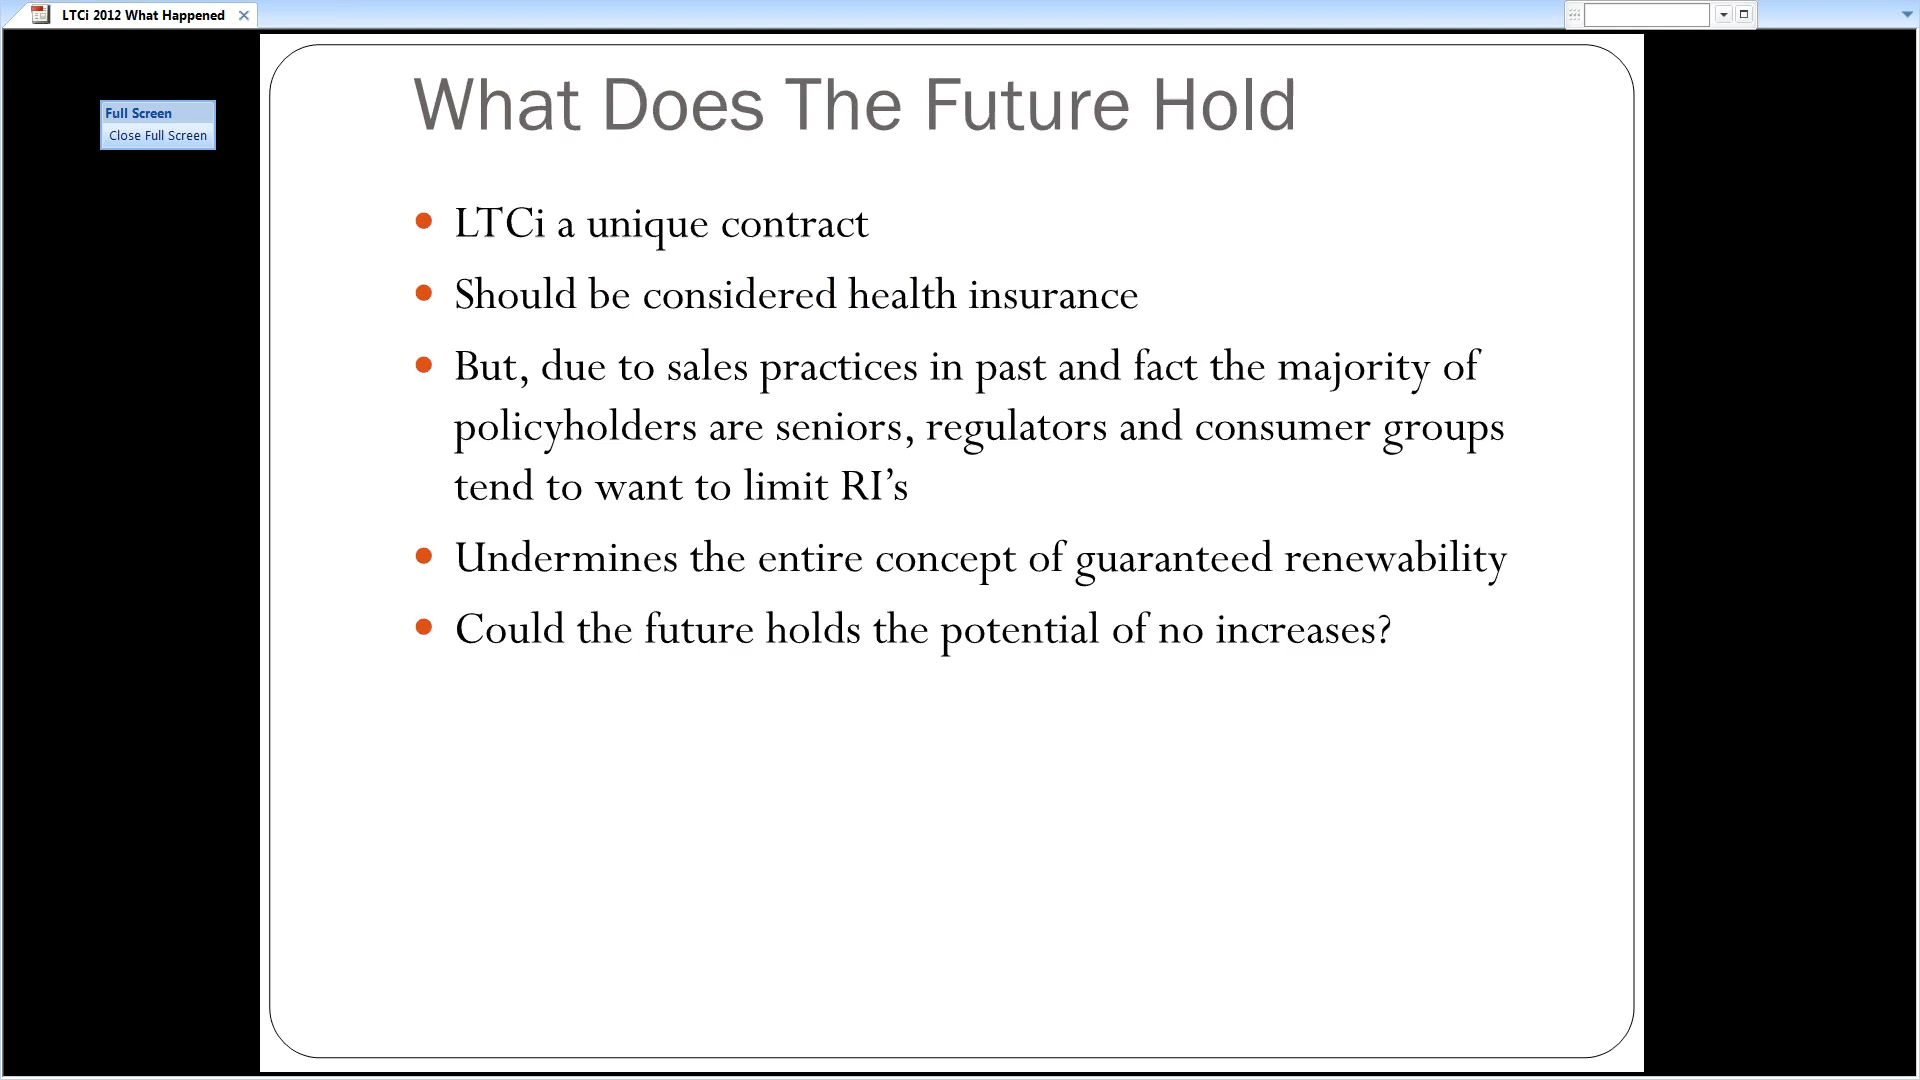 LTCi 2012 What Happened
Full Screen
Close Full Screen
What Does The Future Hold
LTCi a unique contract
Should be considered health insurance
But, due to sales practices in past and fact the majority of
policyholders are seniors, regulators and consumer groups
tend to want to limit RI’s
Undermines the entire concept of guaranteed renewability
Could the future holds the potential of no increases?